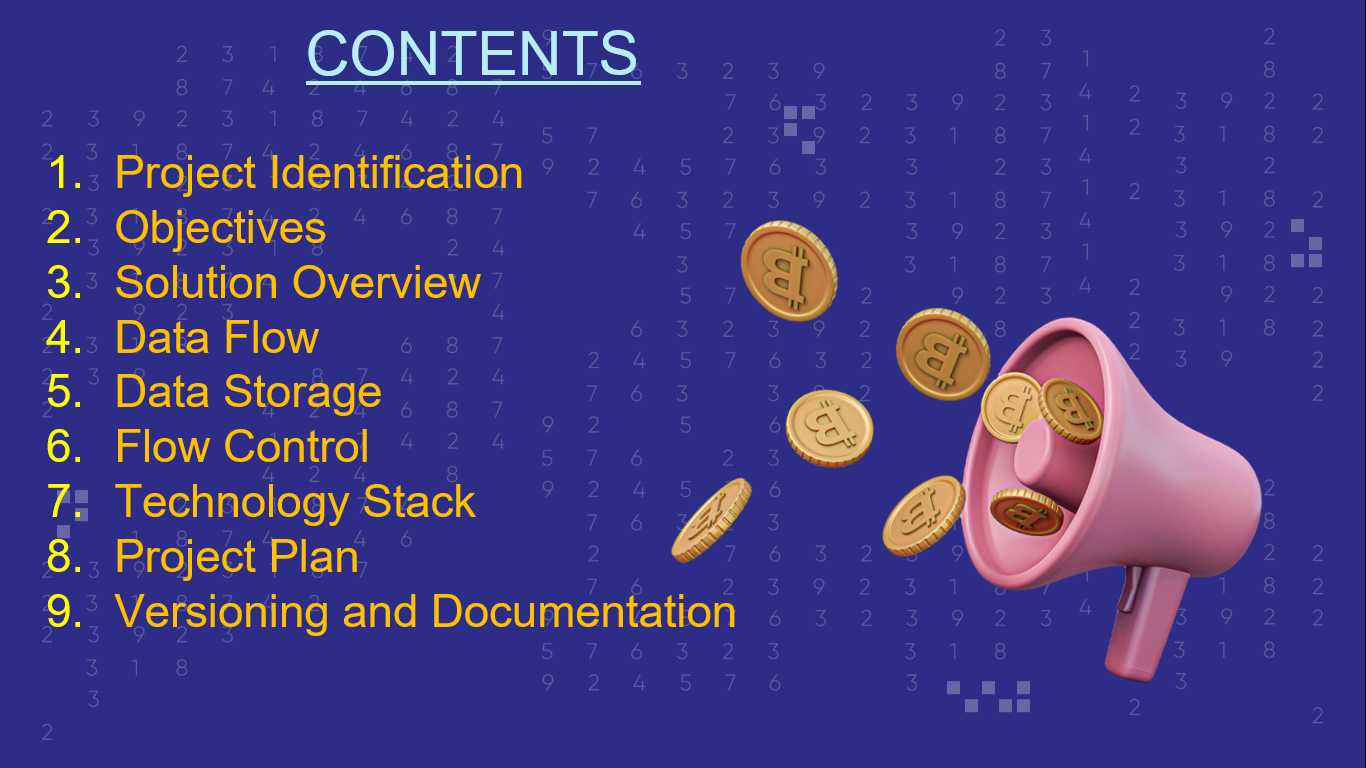 CONTENTS
1. Project Identification
2. Objectives
3. Solution Overview
4. Data Flow
5. Data Storage
6. Flow Control
7. Technology Stack
8. Project Plan
9. Versioning and Documentation